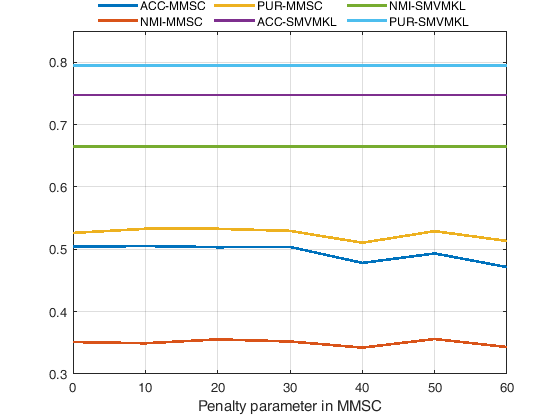 ACC-MMSC PUR-MMSC NMI-SMVMKL
NMI-MMSC ACC-SMVMKL PUR-SMVMKL
0.8
0.7
0.6
0.5
0.4
0.3
0 10 20 30 40 50 60
Penalty parameter in MMSC